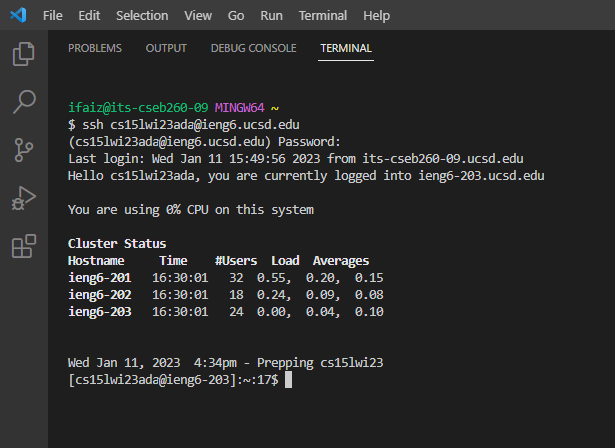 File Edit Selection View Go Run Terminal Help
PROBLEMS OUTPUT DEBUG CONSOLE TERMINAL
ifaiz@its-cseb260-09 MINGW64 ~
$ ssh cs15lwi23ada@ieng6.ucsd.edu
(cs15lwi23ada@ieng6.ucsd.edu) Password:
Last login: Wed Jan 11 15:49:56 2023 from its-cseb260-09.ucsd.edu
Hello cs15lwi23ada, you are currently logged into ieng6-203.ucsd.edu
You are using 0% CPU on this system
Cluster Status
Hostname Time #Users Load Averages
ieng6-201 16:30:01 32 0.55, 0.20, 0.15
ieng6-202 16:30:01 18 0.24, 0.09, 0.08
ieng6-203 16:30:01 24 0.00, 0.04, 0.10
Wed Jan 11, 2023 4:34pm - Prepping cs15lwi23
[cs15lwi23ada@ieng6-203]:~:17$